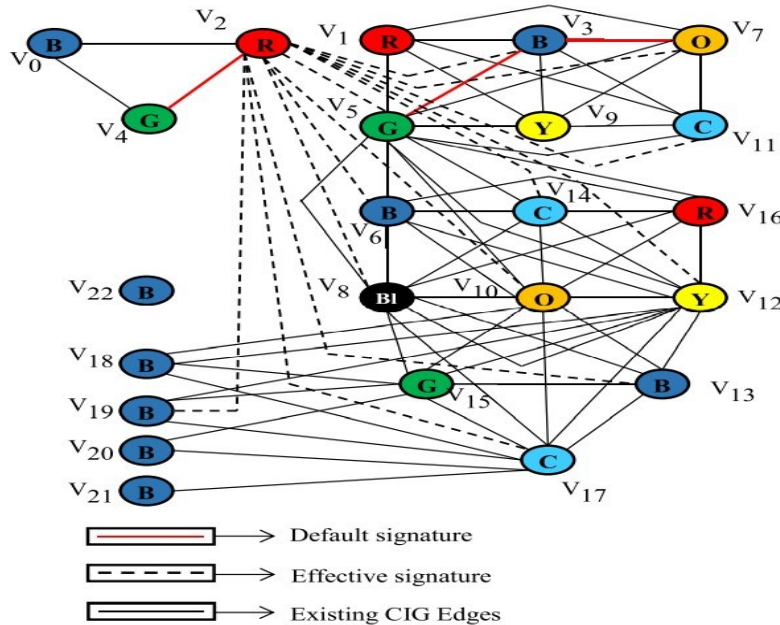 V2 V1 V3 V7
B R R B O
V0
V5
V4 G G Y V9 C V11
V14
B C R V16
V6
V22 B V8 Bl V10 O Y V12
V18 B
G B V13
V19 B V15
V20 B C
V21 B V17
Default signature
Effective signature
Existing CIG Edges